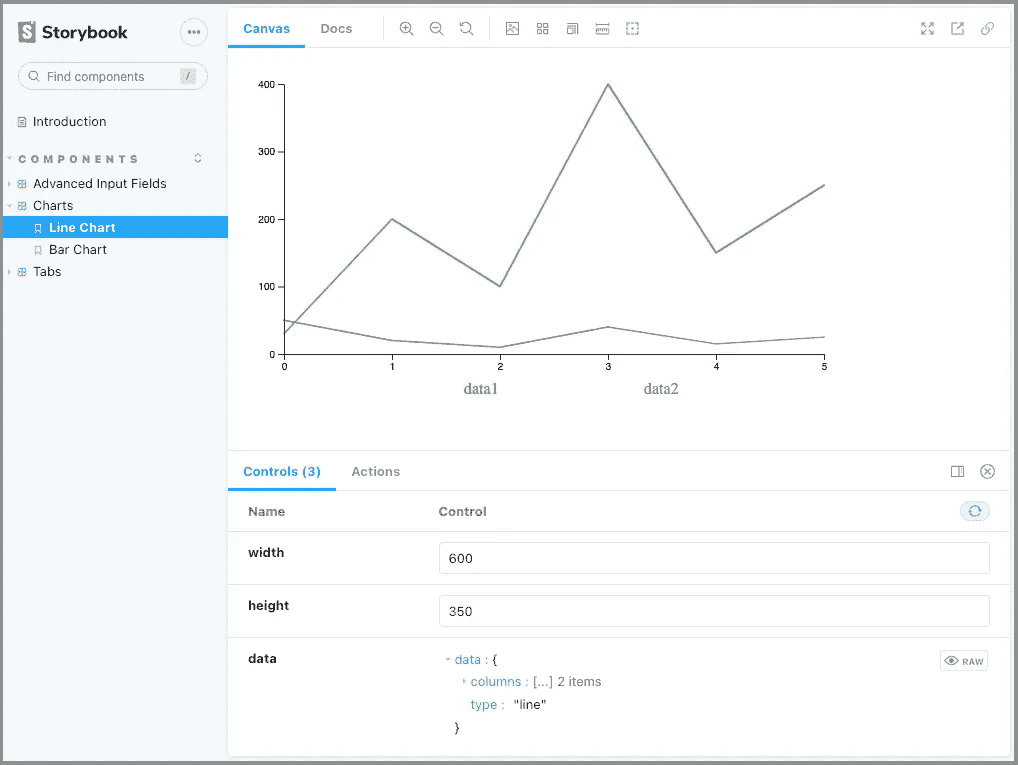 Storybook
Find components
/
Introduction
COMPONENTS
Advanced Input Fields
Charts
Line Chart
Bar Chart
Tabs
Canvas
Docs
400
300
200
100
0
0 1 2 3 4 5
data1 data2
Controls (3)
Actions
Name
Control
width
600
height
350
data
data : {
columns : [...] 2 items
type : "line"
}
RAW